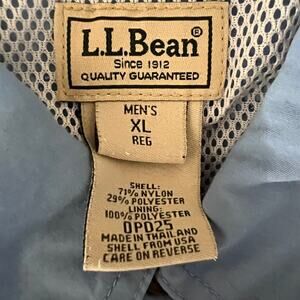 L.L.Bean®
Since 1912
QUALITY GUARANTEED
MEN'S
XL
REG
SHELL:
71% NYLON
29% POLYESTER
LINING:
100% POLYESTER
0PD25
MADE IN THAILAND
SHELL FROM USA
CARE ON REVERSE